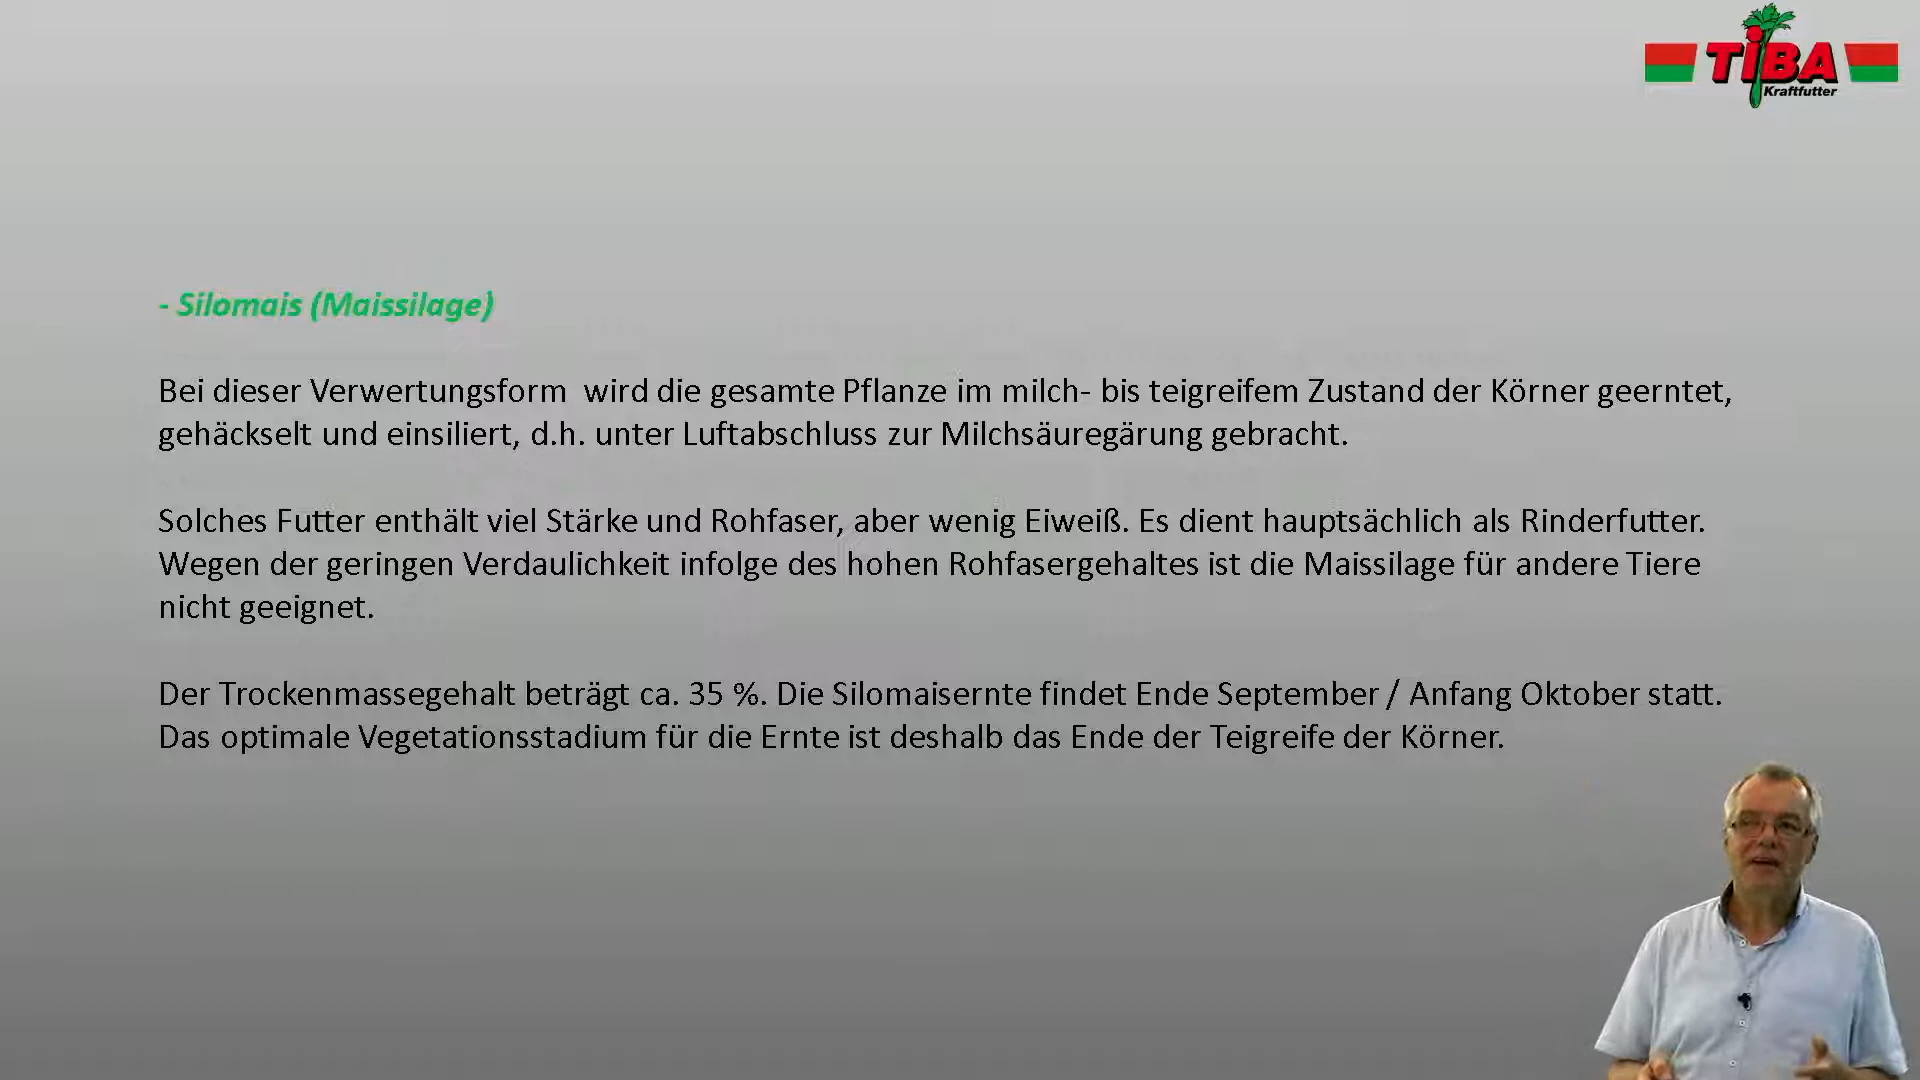 TiBA
Kraftfutter
- Silomais (Maissilage)
Bei dieser Verwertungsform  wird die gesamte Pflanze im milch- bis teigreifem Zustand der Körner geerntet,
gehäckselt und einsiliert, d.h. unter Luftabschluss zur Milchsäuregärung gebracht.
Solches Futter enthält viel Stärke und Rohfaser, aber wenig Eiweiß. Es dient hauptsächlich als Rinderfutter.
Wegen der geringen Verdaulichkeit infolge des hohen Rohfasergehaltes ist die Maissilage für andere Tiere
nicht geeignet.
Der Trockenmassegehalt beträgt ca. 35 %. Die Silomaisernte findet Ende September / Anfang Oktober statt.
Das optimale Vegetationsstadium für die Ernte ist deshalb das Ende der Teigreife der Körner.